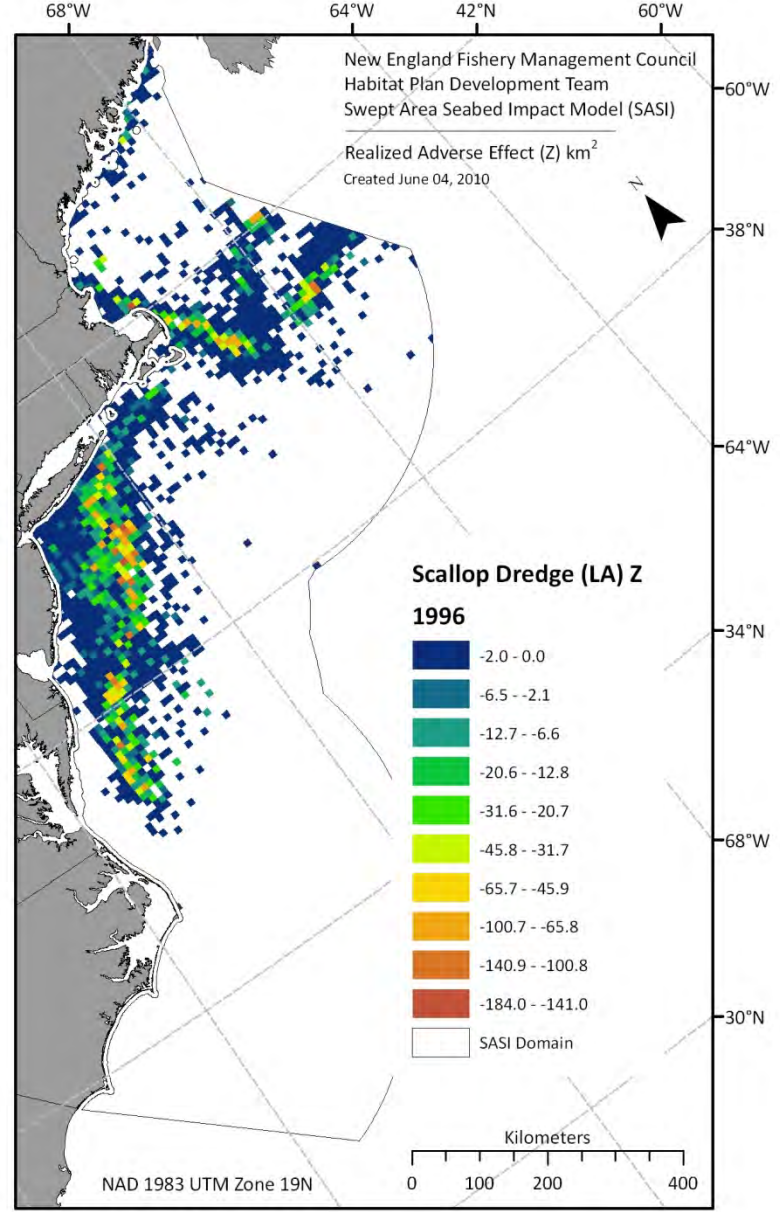 68°W 64°W 42°N 60°W
New England Fishery Management Council
Habitat Plan Development Team
Swept Area Seabed Impact Model (SASI)
Realized Adverse Effect (Z) km²
Created June 04, 2010
N
60°W
38°N
64°W
34°N
68°W
30°N
Scallop Dredge (LA) Z
1996
-2.0 - 0.0
-6.5 - -2.1
-12.7 - -6.6
-20.6 - -12.8
-31.6 - -20.7
-45.8 - -31.7
-65.7 - -45.9
-100.7 - -65.8
-140.9 - -100.8
-184.0 - -141.0
SASI Domain
Kilometers
0 100 200 400
NAD 1983 UTM Zone 19N